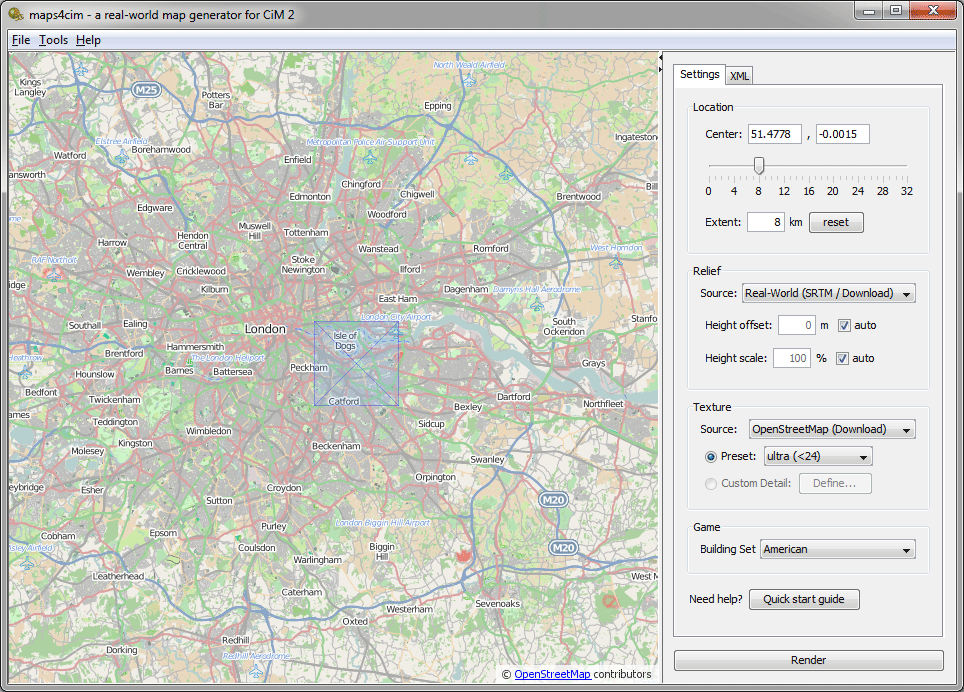 maps4cim - a real-world map generator for CiM 2
File Tools Help
North Weald Airfield
Kings
Langley
M25
Potters
Bar
Epping
Elstree Airfield
Borehamwood
Metropolitan Police Air Support Unit
Ingatestone
Watford
Enfield
answorth
Chingford
Chigwell
Edmonton
Brentwood
Bil
Edgware
Woodford
Muswell
Hill
Tottenham
Harrow
Hendon
Central
Wanstead
Romford
West Horndon
RAF Northolt
Stoke
Newington
Ilford
Wembley
Cricklewood
idge
Kilburn
Dagenham
Damyns Hall Aerodrome
East Ham
London City Airport
South
Ockendon
Stanfo
Southall
Ealing
London
Isle of
Dogs
Hammersmith
Brentford
The London Heliport
Heathrow
Barnes
Battersea
Peckham
Grays
Hounslow
Bedfont
Twickenham
Catford
Bexley
Dartford
Northfleet
ames
Teddington
Sidcup
Wimbledon
Kingston
Beckenham
Molesey
Swanley
Orpington
eybridge
Esher
Croydon
Sutton
M20
Purley
London Biggin Hill Airport
Cobham
Epsom
Coulsdon
Biggin
Hill
M20
sley Airfield
Warlingham
Leatherhead
West M
Caterham
Westerham
Sevenoaks
Oxted
Redhill
Dorking
Redhill Aerodrome
© OpenStreetMap contributors
Settings XML
Location
Center: 51.4778 , -0.0015
0 4 8 12 16 20 24 28 32
Extent: 8 km reset
Relief
Source: Real-World (SRTM / Download)
Height offset: 0 m auto
Height scale: 100 % auto
Texture
Source: OpenStreetMap (Download)
Preset: ultra (<24)
Custom Detail: Define...
Game
Building Set American
Need help? Quick start guide
Render